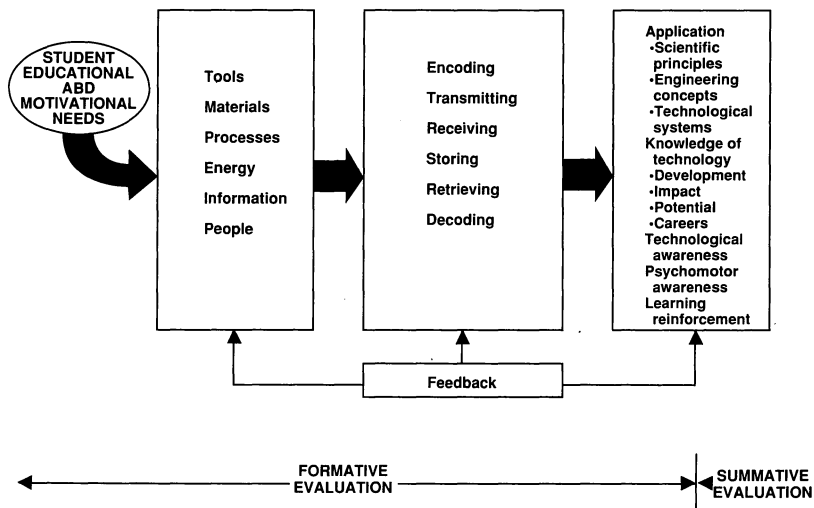 STUDENT
EDUCATIONAL
ABD
MOTIVATIONAL
NEEDS
Tools
Materials
Processes
Energy
Information
People
Encoding
Transmitting
Receiving
Storing
Retrieving
Decoding
Application
•Scientific
principles
•Engineering
concepts
•Technological
systems
Knowledge of
technology
•Development
•Impact
•Potential
•Careers
Technological
awareness
Psychomotor
awareness
Learning
reinforcement
Feedback
FORMATIVE
EVALUATION
SUMMATIVE
EVALUATION